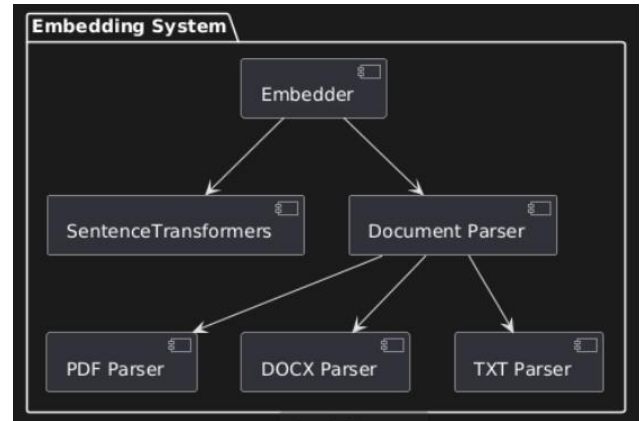 Embedding System
Embedder
SentenceTransformers
Document Parser
PDF Parser
DOCX Parser
TXT Parser